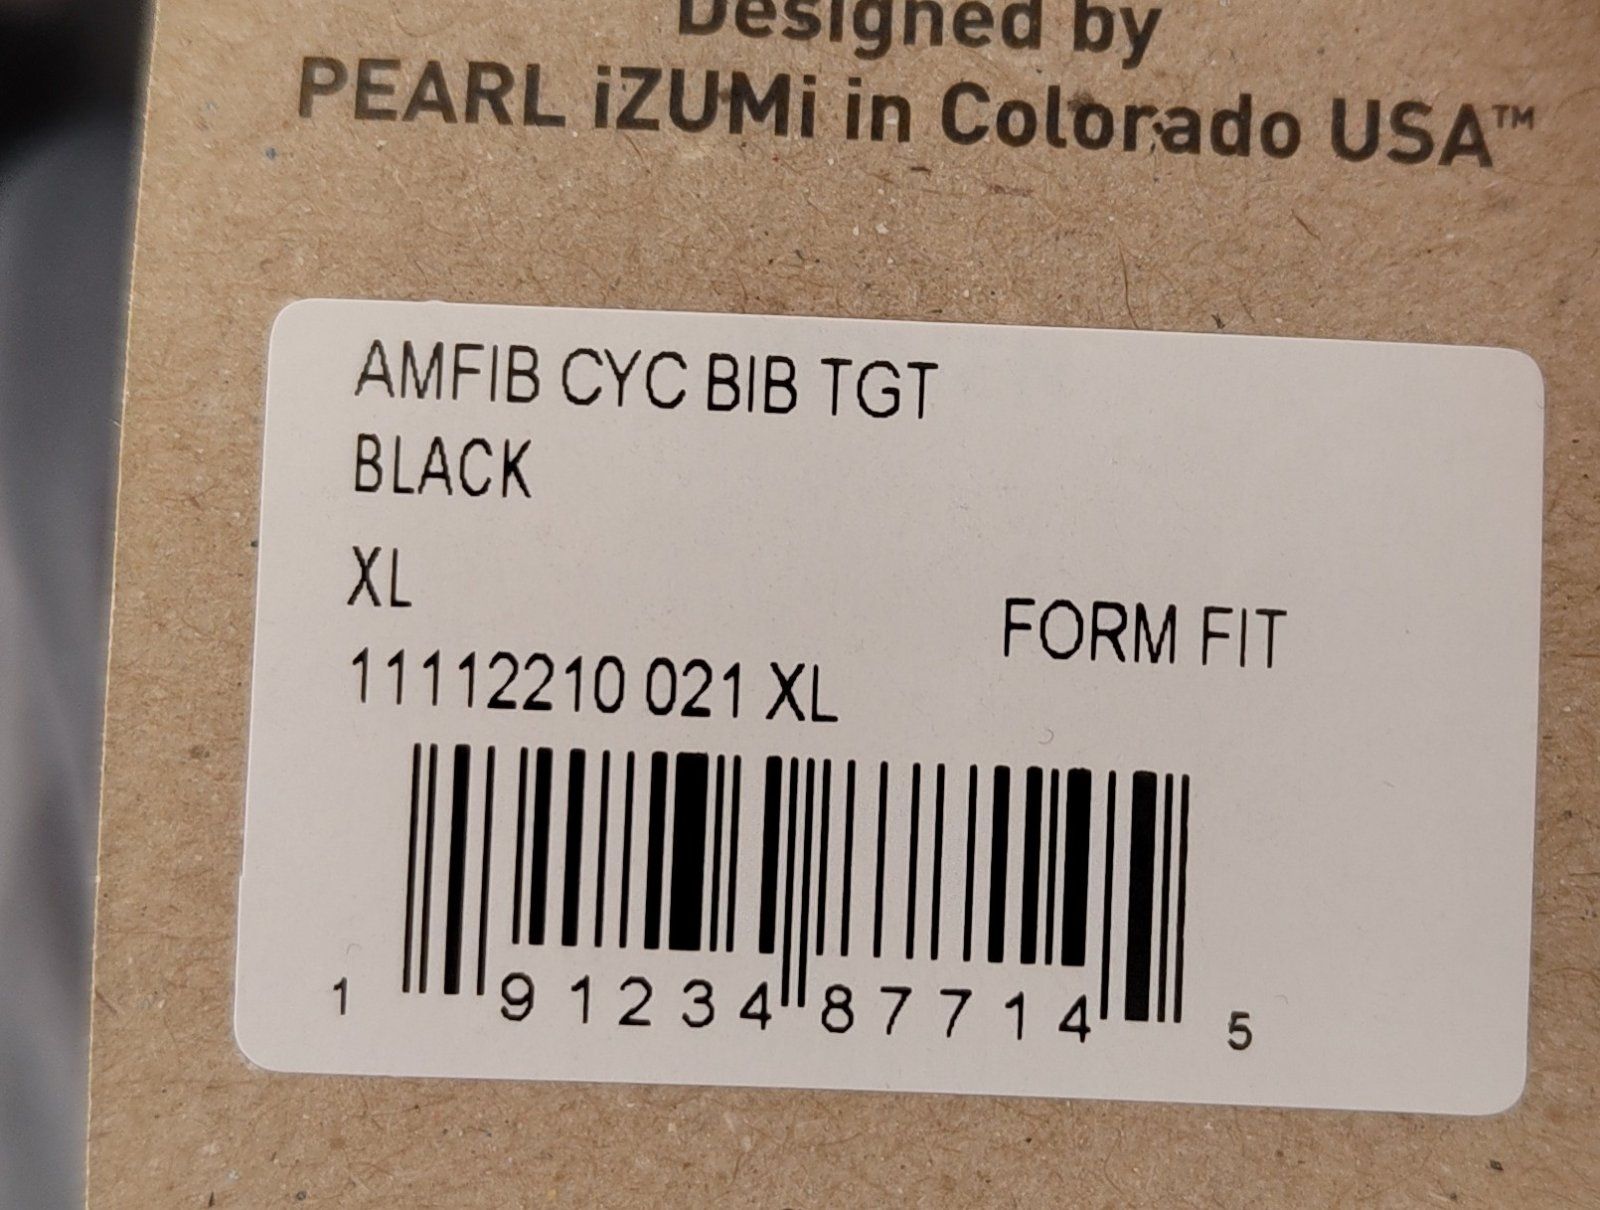 Designed by
PEARL iZUMi in Colorado USA™
AMFIB CYC BIB TGT
BLACK
XL
FORM FIT
11112210 021 XL
1 91234 87714 5